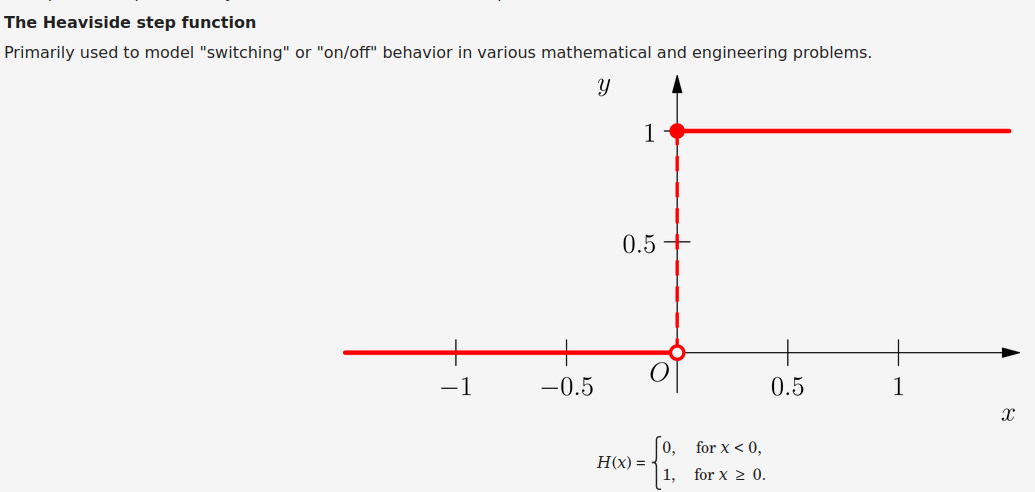 The Heaviside step function
Primarily used to model "switching" or "on/off" behavior in various mathematical and engineering problems.
y
1
0.5
O
−1 −0.5 0.5 1
x
H(x) = { 0, for x < 0,
1, for x ≥ 0.